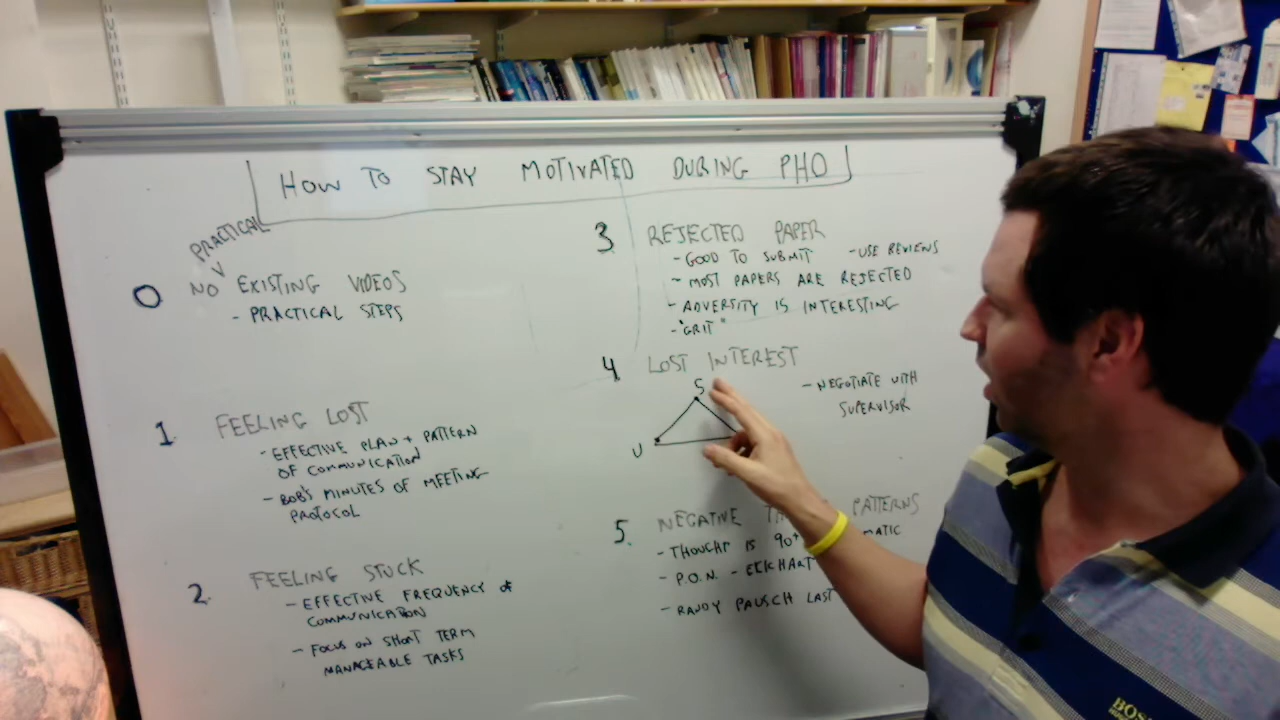 HOW TO STAY MOTIVATED DURING PHD
PRACTICAL
0 NO EXISTING VIDEOS
- PRACTICAL STEPS
1. FEELING LOST
- EFFECTIVE PLAN + PATTERN
OF COMMUNICATION
- BOB'S MINUTES OF MEETING
PROTOCOL
2. FEELING STUCK
- EFFECTIVE FREQUENCY OF
COMMUNICATION
- FOCUS ON SHORT TERM
MANAGEABLE TASKS
3 REJECTED PAPER
- GOOD TO SUBMIT - USE REVIEWS
- MOST PAPERS ARE REJECTED
- ADVERSITY IS INTERESTING
- "GRIT"
4 LOST INTEREST
S
U
- NEGOTIATE WITH
SUPERVISOR
5. NEGATIVE PATTERNS
- THOUGHT IS 90% MATIC
- P.O.N. - ECKHART
- RANDY PAUSCH LAST
BOSS